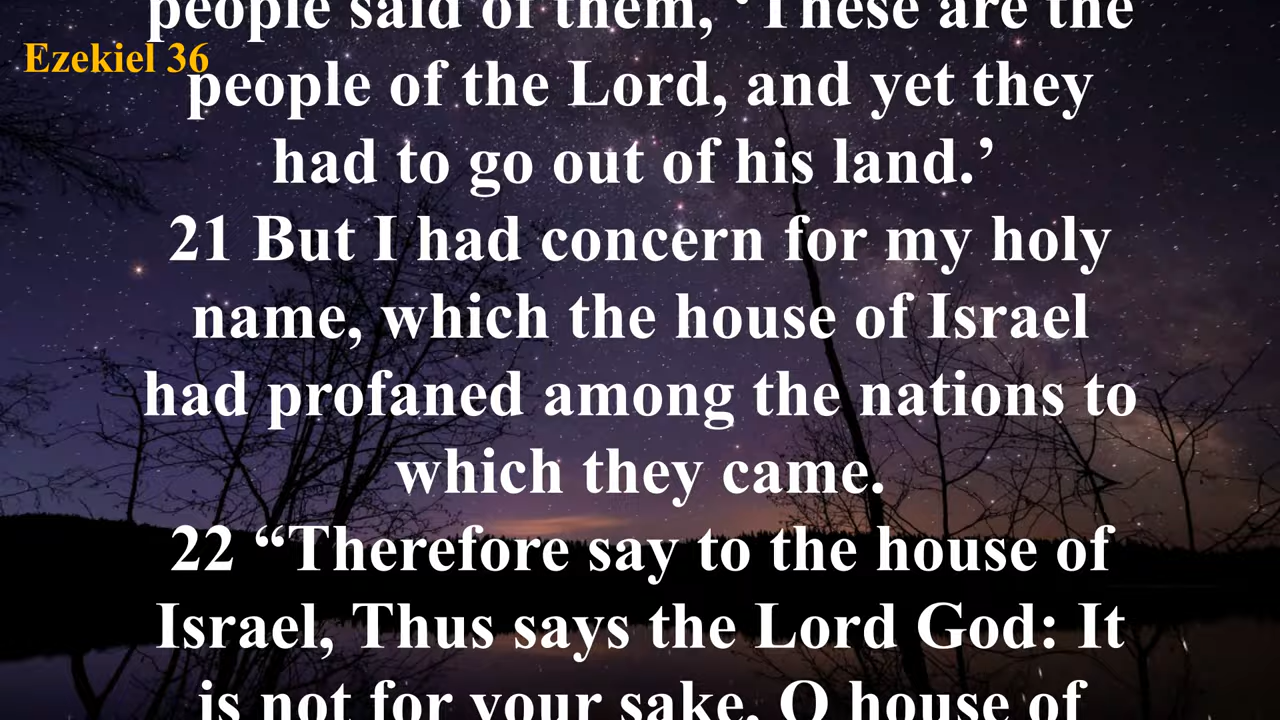 people said of them, ‘These are the
Ezekiel 36
people of the Lord, and yet they
had to go out of his land.’
21 But I had concern for my holy
name, which the house of Israel
had profaned among the nations to
which they came.
22 “Therefore say to the house of
Israel, Thus says the Lord God: It
is not for your sake, O house of